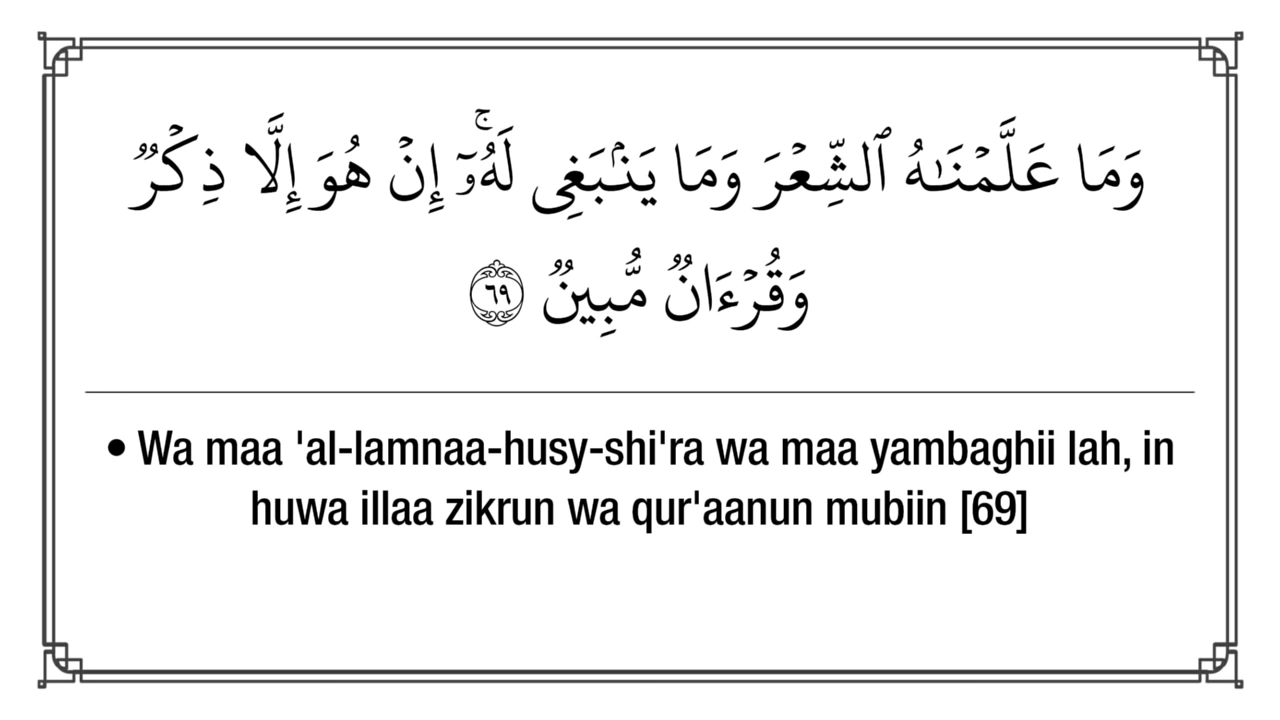 وَمَا عَلَّمۡنَـٰهُ ٱلشِّعۡرَ وَمَا يَنۢبَغِى لَهُۥۤ‌ۚ إِنۡ هُوَ إِلَّا ذِكۡرٌ۬
وَقُرۡءَانٌ۬ مُّبِينٌ۬ ٦٩
• Wa maa 'al-lamnaa-husy-shi'ra wa maa yambaghii lah, in
huwa illaa zikrun wa qur'aanun mubiin [69]